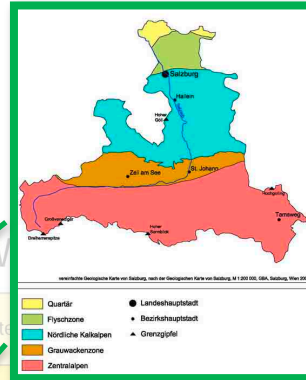 Salzburg
Hallein
Hoher
Göll
St. Johann
Zell am See
Hochgolling
Tamsweg
Großvenediger
Hoher
Sonnblick
Dreiherrnspitze
vereinfachte Geologische Karte von Salzburg, nach der Geologischen Karte von Salzburg, M 1:200 000, GBA, Salzburg, Wien 200
Quartär
Landeshauptstadt
Flyschzone
Bezirkshauptstadt
Nördliche Kalkalpen
Grenzgipfel
Grauwackenzone
Zentralalpen